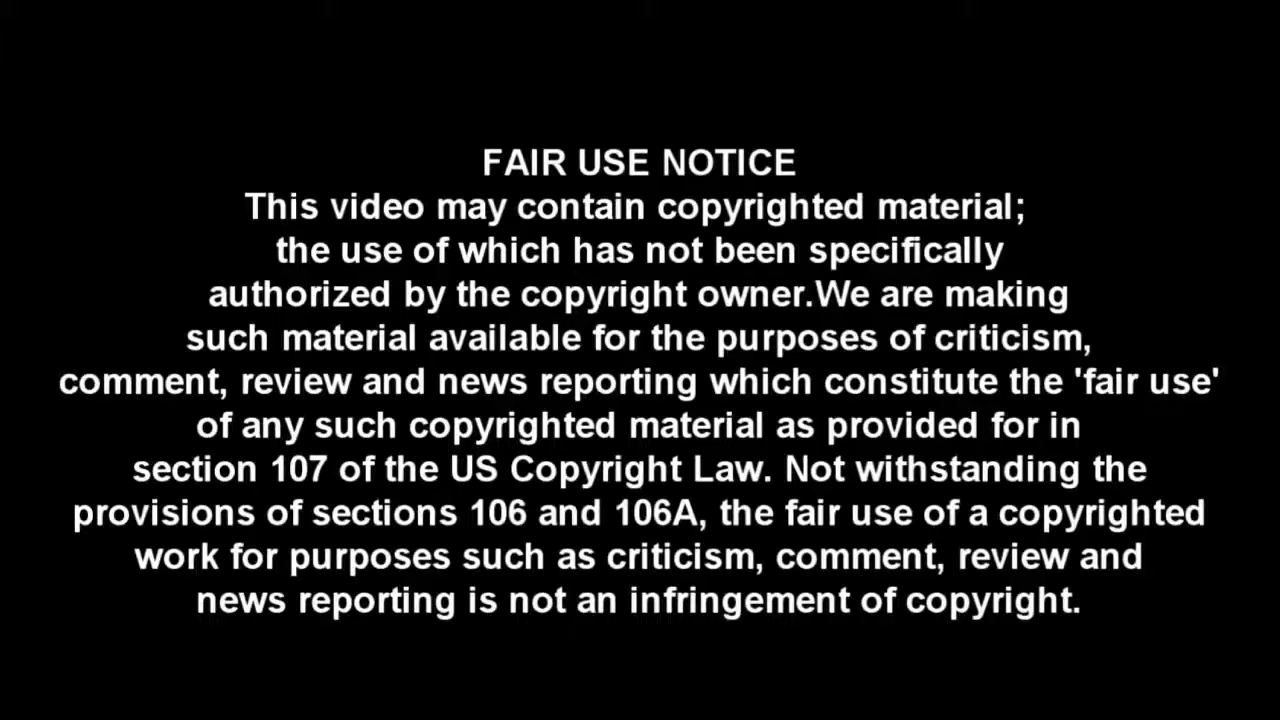 FAIR USE NOTICE
This video may contain copyrighted material;
the use of which has not been specifically
authorized by the copyright owner.We are making
such material available for the purposes of criticism,
comment, review and news reporting which constitute the 'fair use'
of any such copyrighted material as provided for in
section 107 of the US Copyright Law. Not withstanding the
provisions of sections 106 and 106A, the fair use of a copyrighted
work for purposes such as criticism, comment, review and
news reporting is not an infringement of copyright.